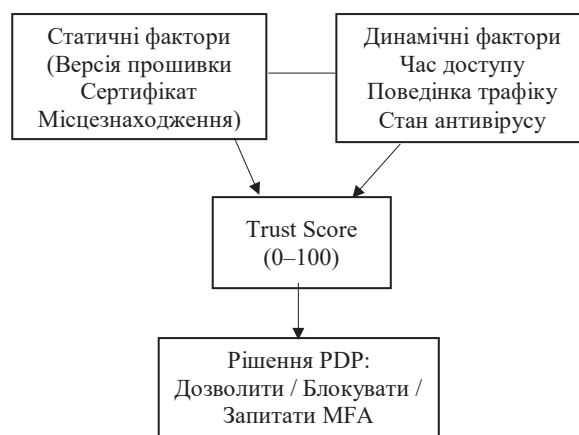 Статичні фактори
(Версія прошивки
Сертифікат
Місцезнаходження)
Динамічні фактори
Час доступу
Поведінка трафіку
Стан антивірусу
Trust Score
(0–100)
Рішення PDP:
Дозволити / Блокувати /
Запитати MFA